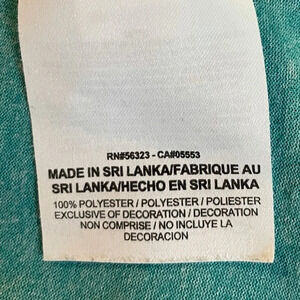 RN#56323 - CA#05553
MADE IN SRI LANKA/FABRIQUE AU
SRI LANKA/HECHO EN SRI LANKA
100% POLYESTER / POLYESTER / POLIESTER
EXCLUSIVE OF DECORATION / DECORATION
NON COMPRISE / NO INCLUYE LA
DECORACION